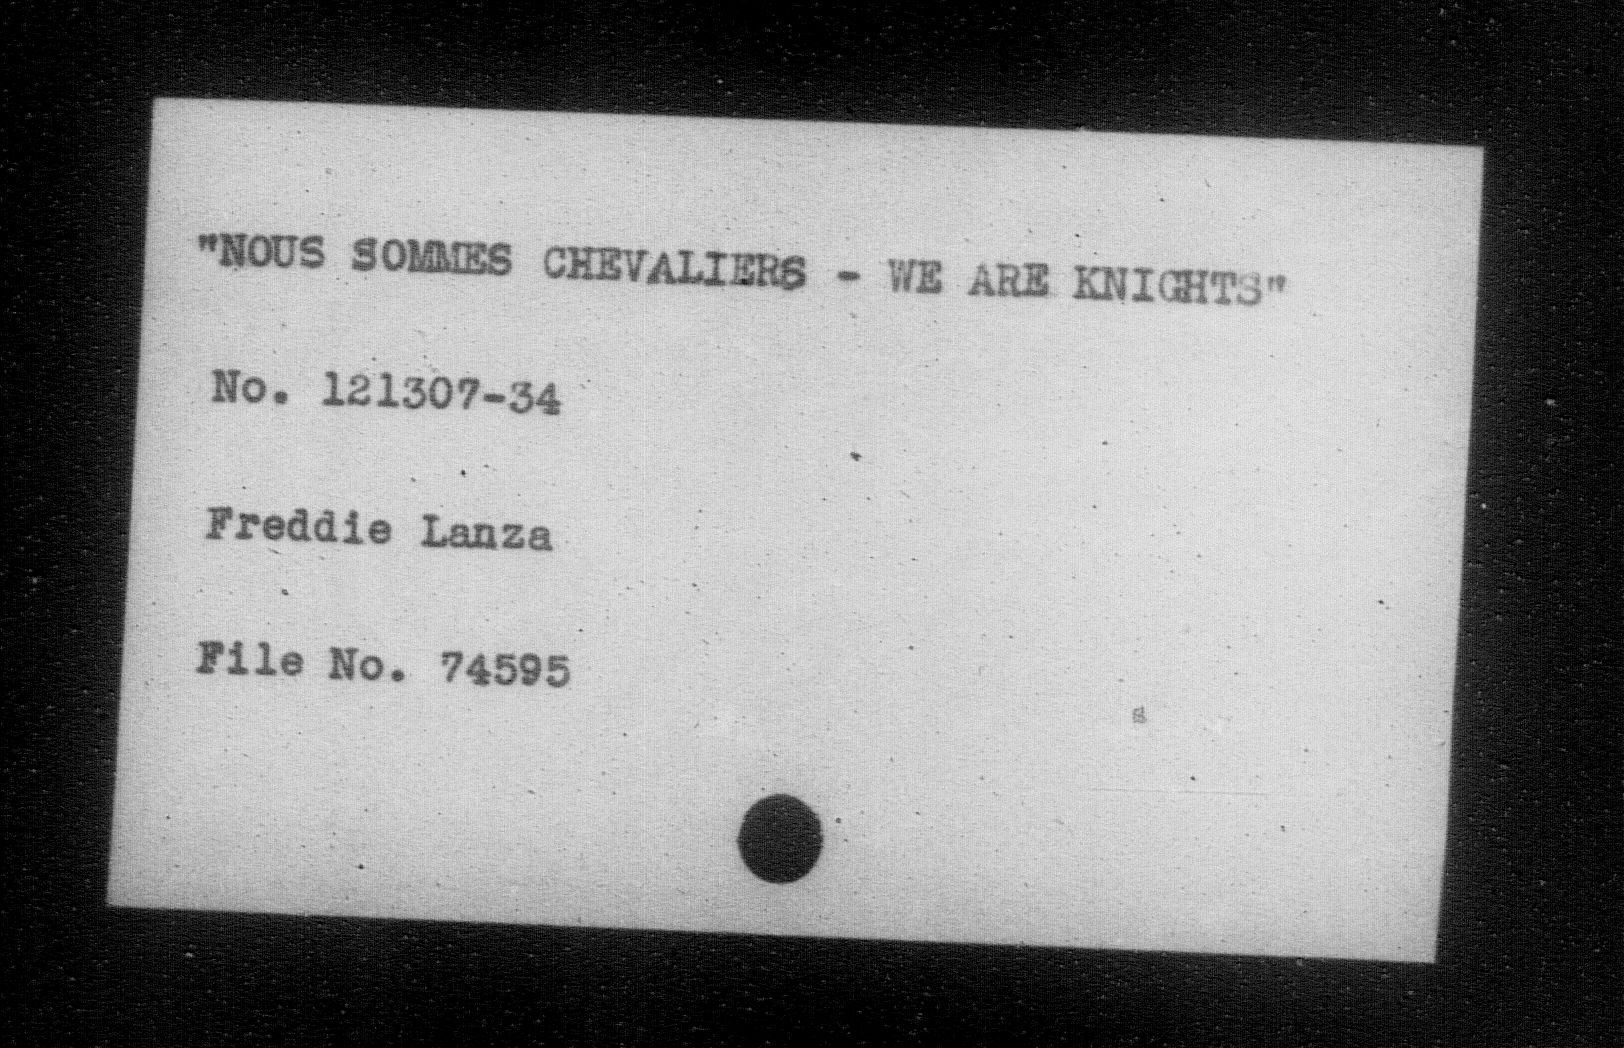 "NOUS SOMMES CHEVALIERS - WE ARE KNIGHTS"
No. 121307-34
Freddie Lanza
File No. 74595
s